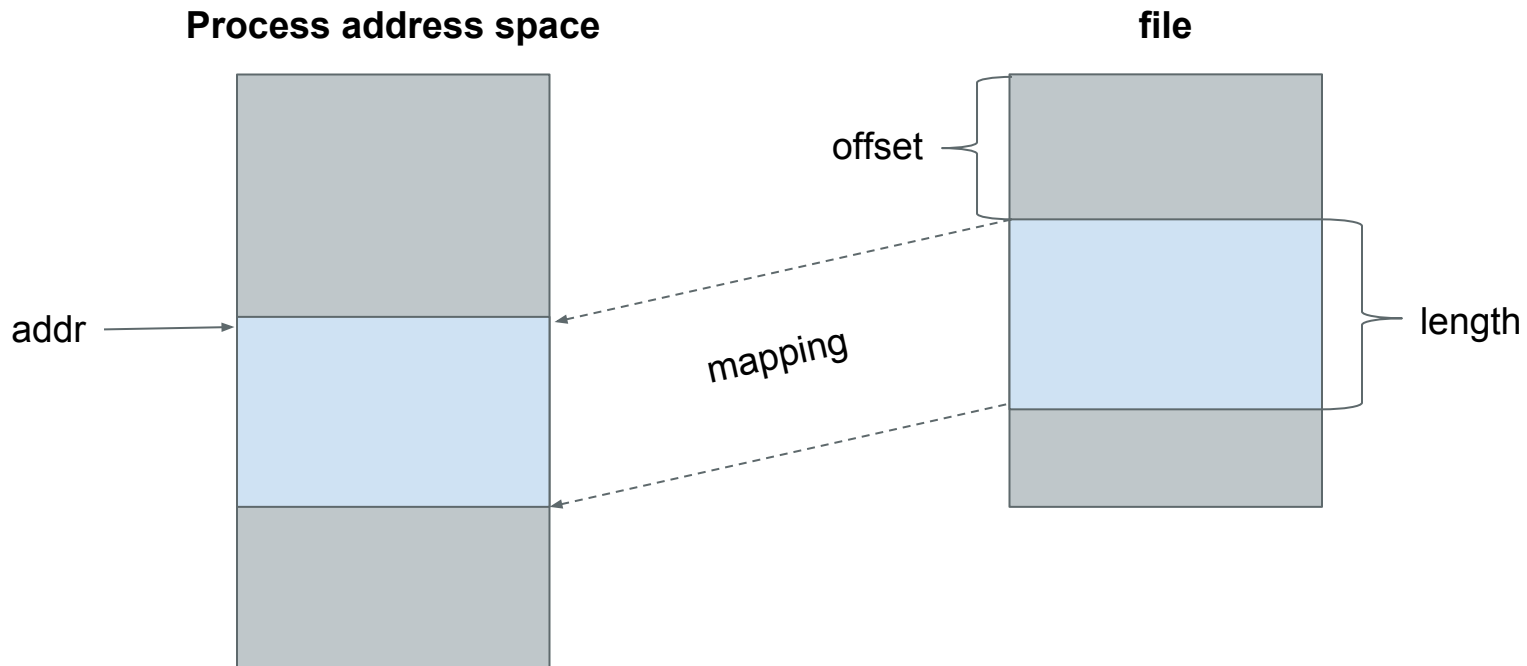 Process address space
file
offset
addr
mapping
length